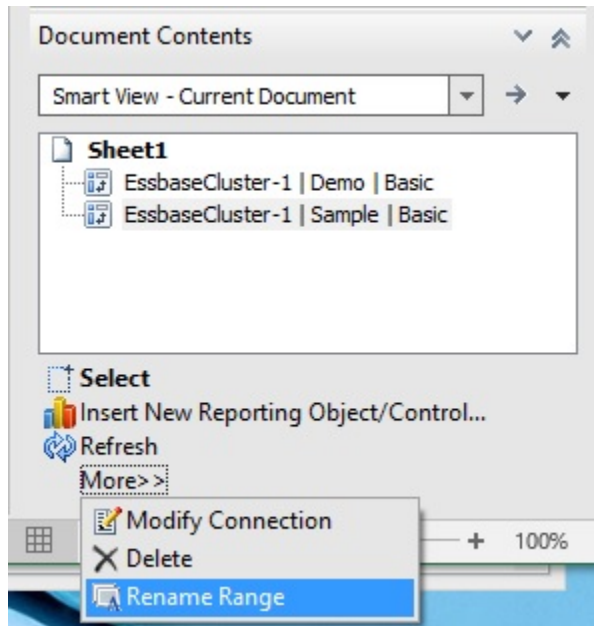 Document Contents
Smart View - Current Document
Sheet1
EssbaseCluster-1 | Demo | Basic
EssbaseCluster-1 | Sample | Basic
Select
Insert New Reporting Object/Control...
Refresh
More>>
Modify Connection
100%
Delete
Rename Range